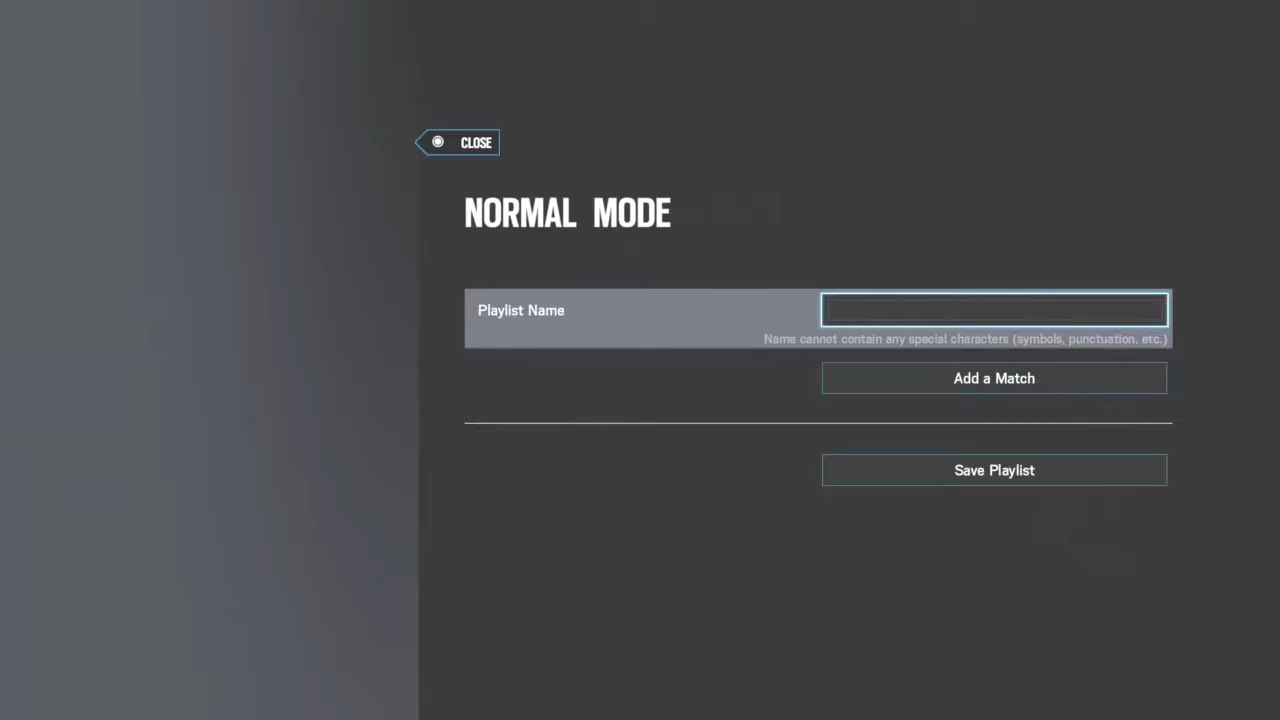 CLOSE
NORMAL MODE
Playlist Name
Name cannot contain any special characters (symbols, punctuation, etc.)
Add a Match
Save Playlist